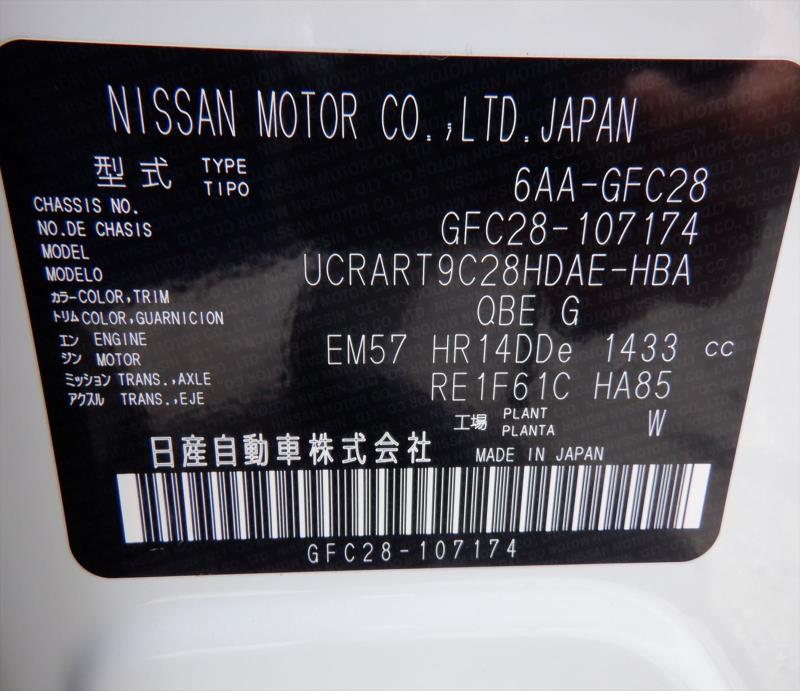 NISSAN MOTOR CO.,LTD.JAPAN
型式 TYPE TIPO 6AA-GFC28
CHASSIS NO.
NO.DE CHASIS GFC28-107174
MODEL
MODELO UCRART9C28HDAE-HBA
カラー COLOR,TRIM
トリム COLOR,GUARNICION QBE G
エン ENGINE
ジン MOTOR EM57 HR14DDe 1433 cc
ミッション TRANS.,AXLE
アクスル TRANS.,EJE RE1F61C HA85
工場 PLANT PLANTA W
日産自動車株式会社 MADE IN JAPAN
GFC28-107174